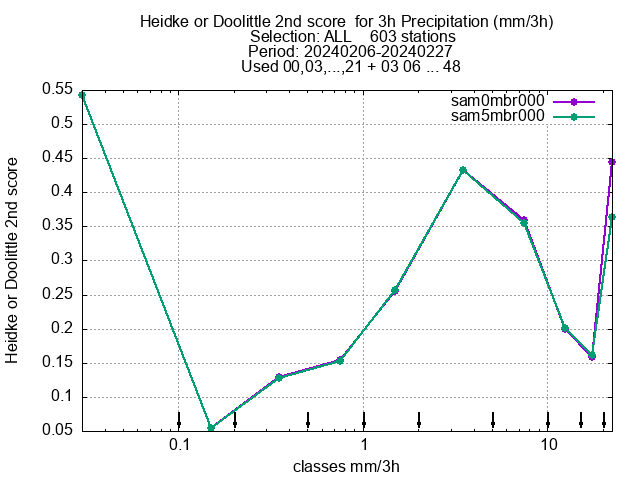 Heidke or Doolittle 2nd score  for 3h Precipitation (mm/3h)
Selection: ALL    603 stations
Period: 20240206-20240227
Used 00,03,...,21 + 03 06 ... 48
sam0mbr000
sam5mbr000
0.55
0.5
0.45
0.4
0.35
0.3
0.25
0.2
0.15
0.1
0.05
Heidke or Doolittle 2nd score
0.1 1 10
classes mm/3h